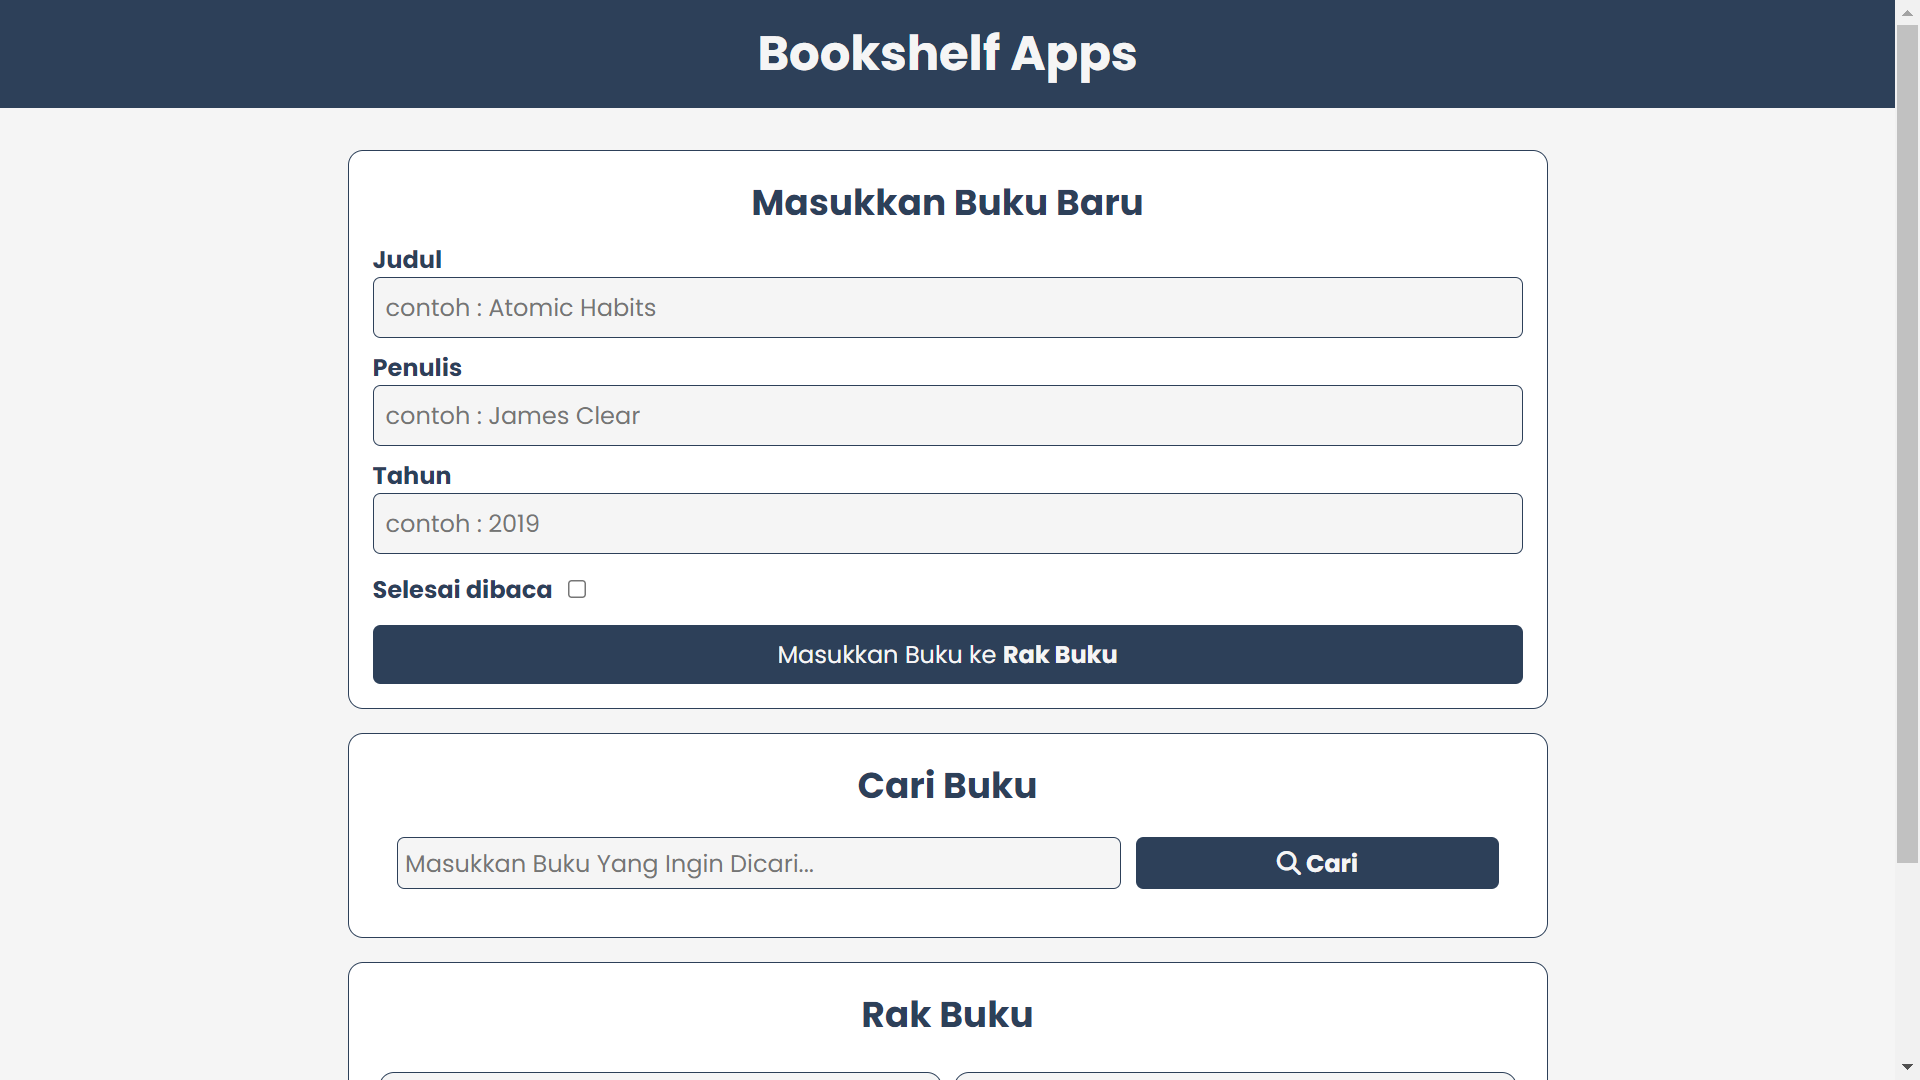 Bookshelf Apps
Masukkan Buku Baru
Judul
contoh : Atomic Habits
Penulis
contoh : James Clear
Tahun
contoh : 2019
Selesai dibaca
Masukkan Buku ke Rak Buku
Cari Buku
Masukkan Buku Yang Ingin Dicari...
Cari
Rak Buku